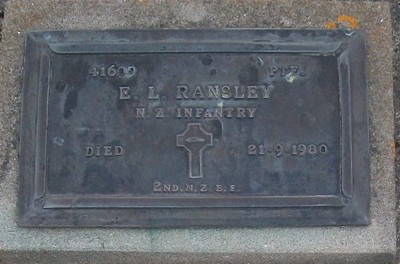 41609 PTE
E. L. RANSLEY
N.Z. INFANTRY
DIED 21.9.1980
2ND. N.Z.E.F.